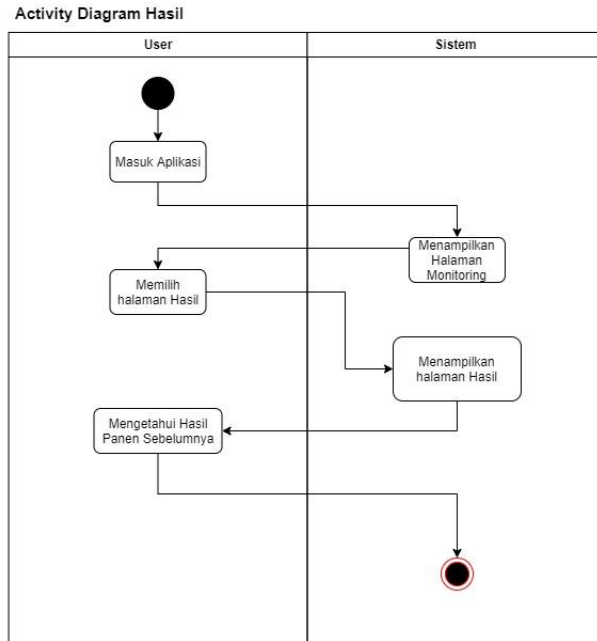 Activity Diagram Hasil
User
Sistem
Masuk Aplikasi
Menampilkan
Halaman
Monitoring
Memilih
halaman Hasil
Menampilkan
halaman Hasil
Mengetahui Hasil
Panen Sebelumnya